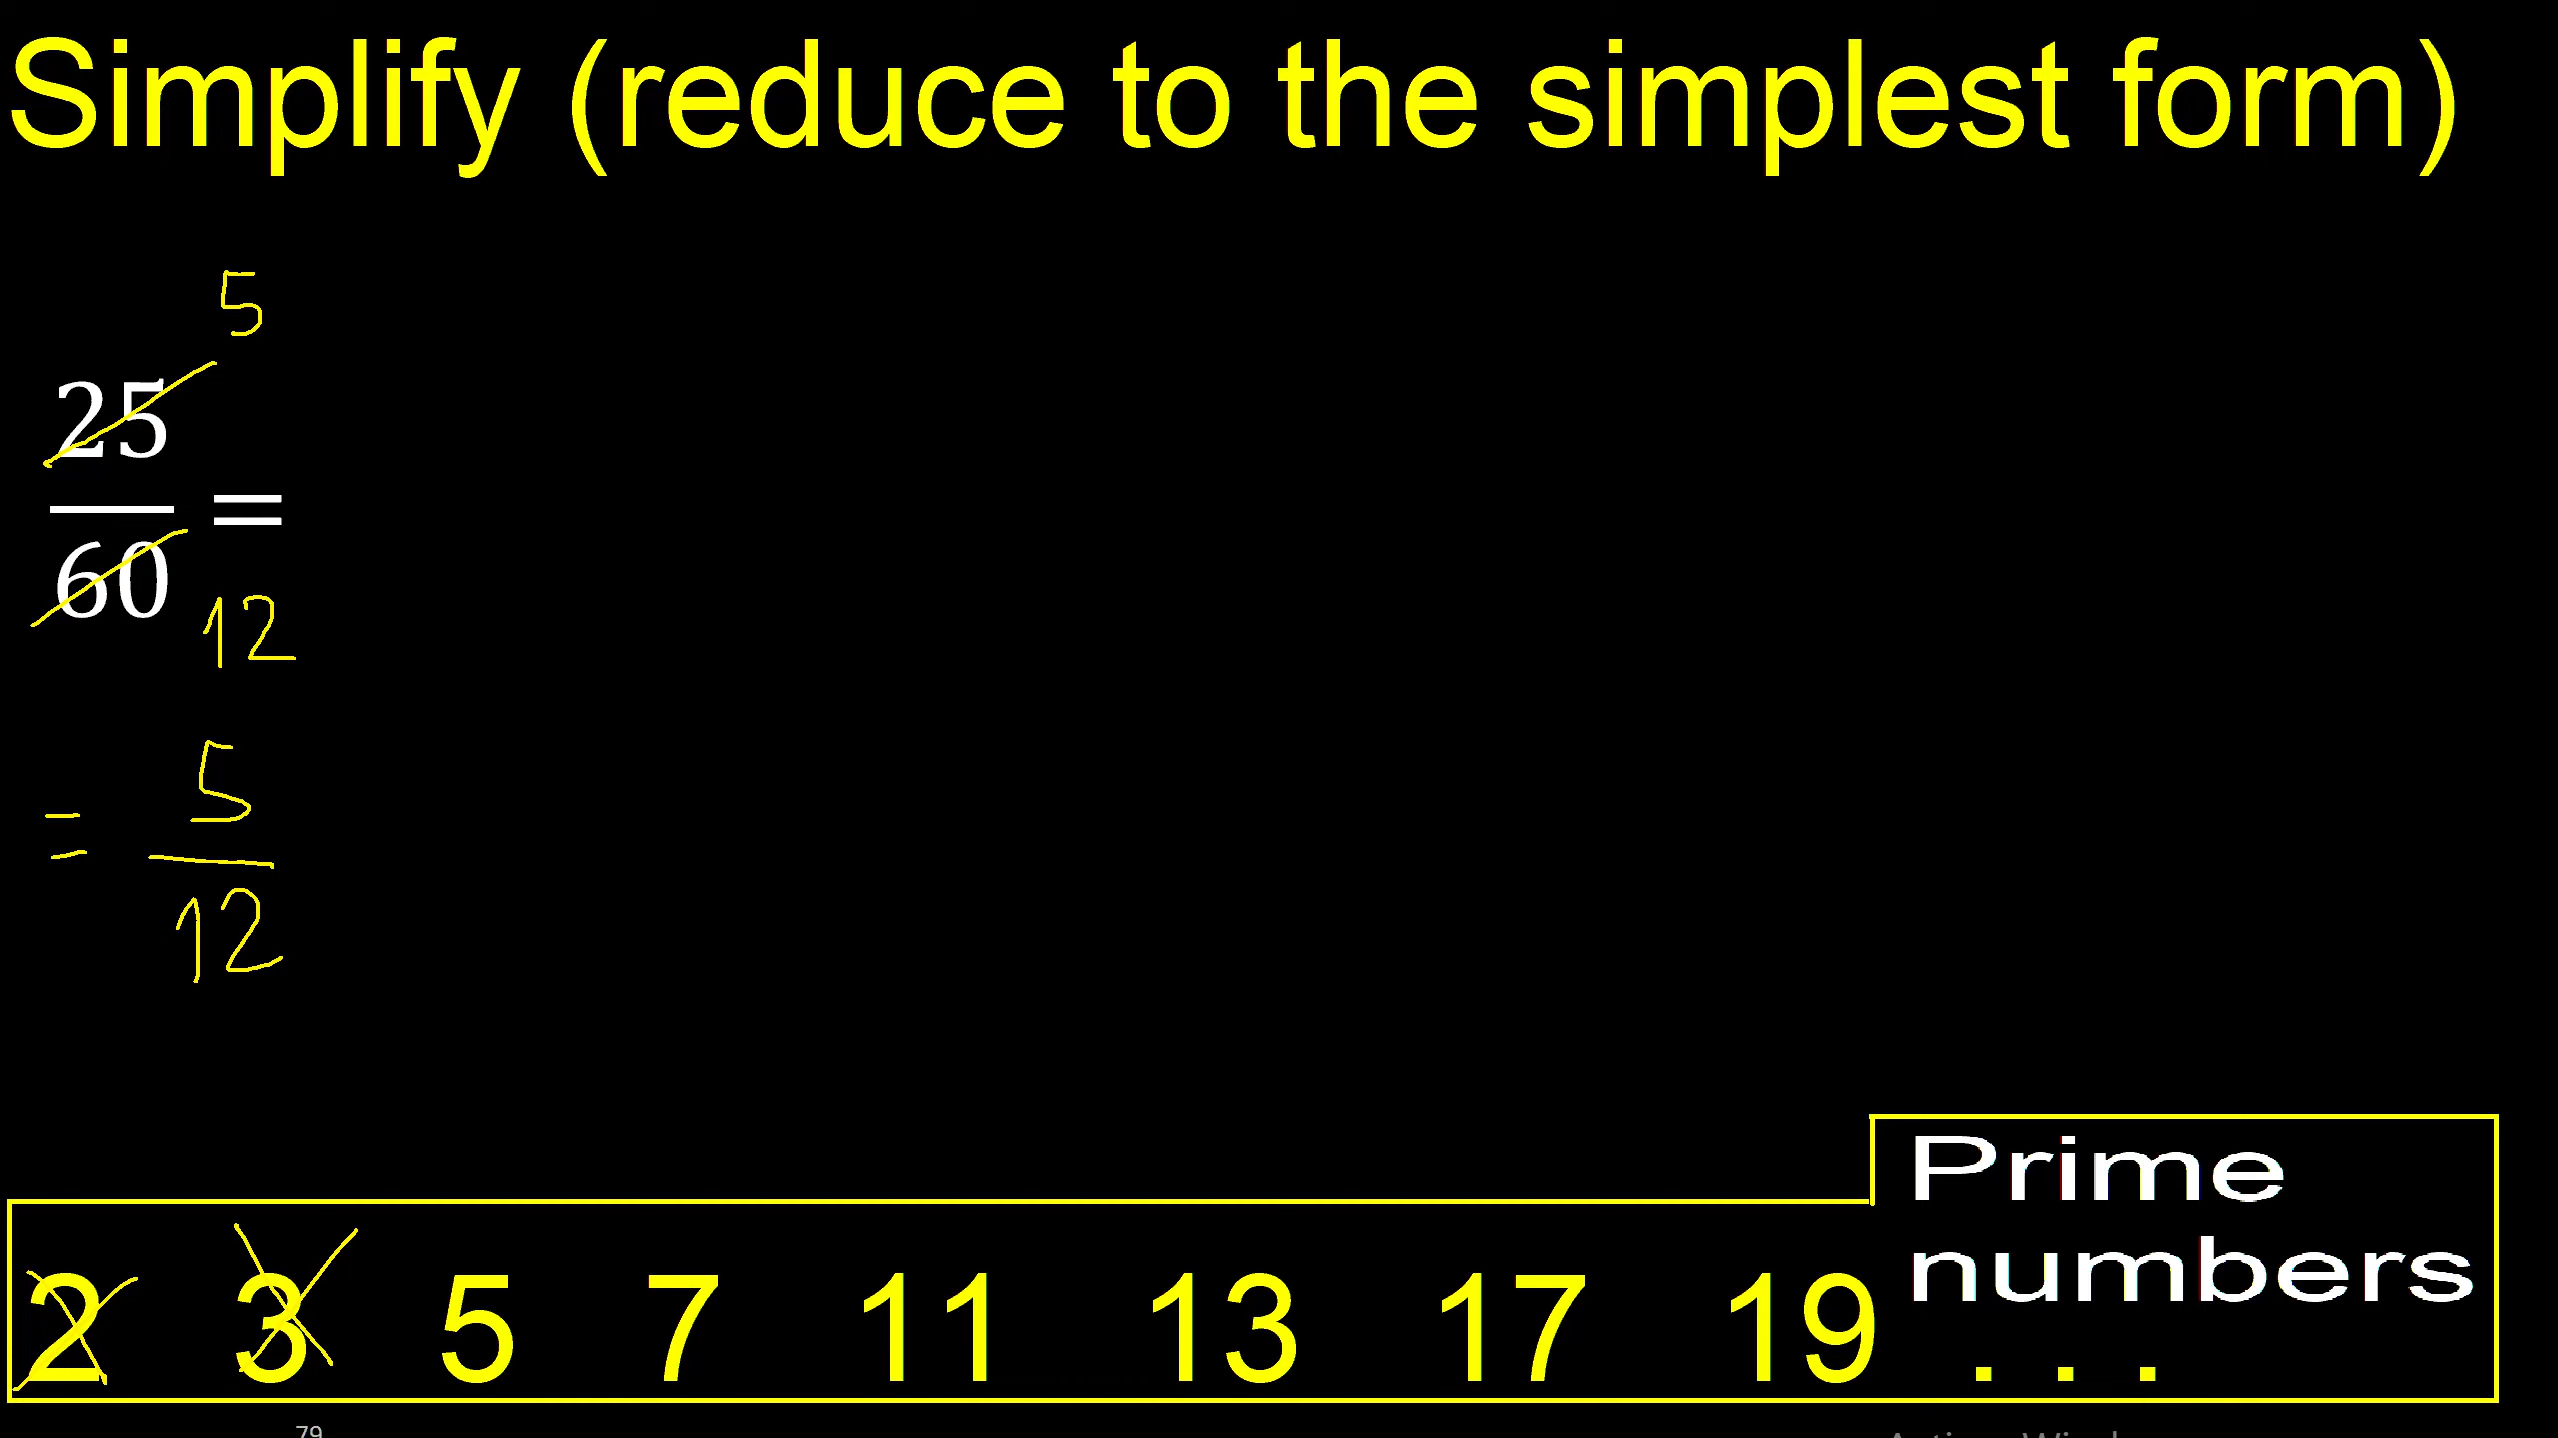 Simplify (reduce to the simplest form)
5
25
60
=
12
=
5
12
Prime
numbers
2 3 5 7 11 13 17 19 . . .
79